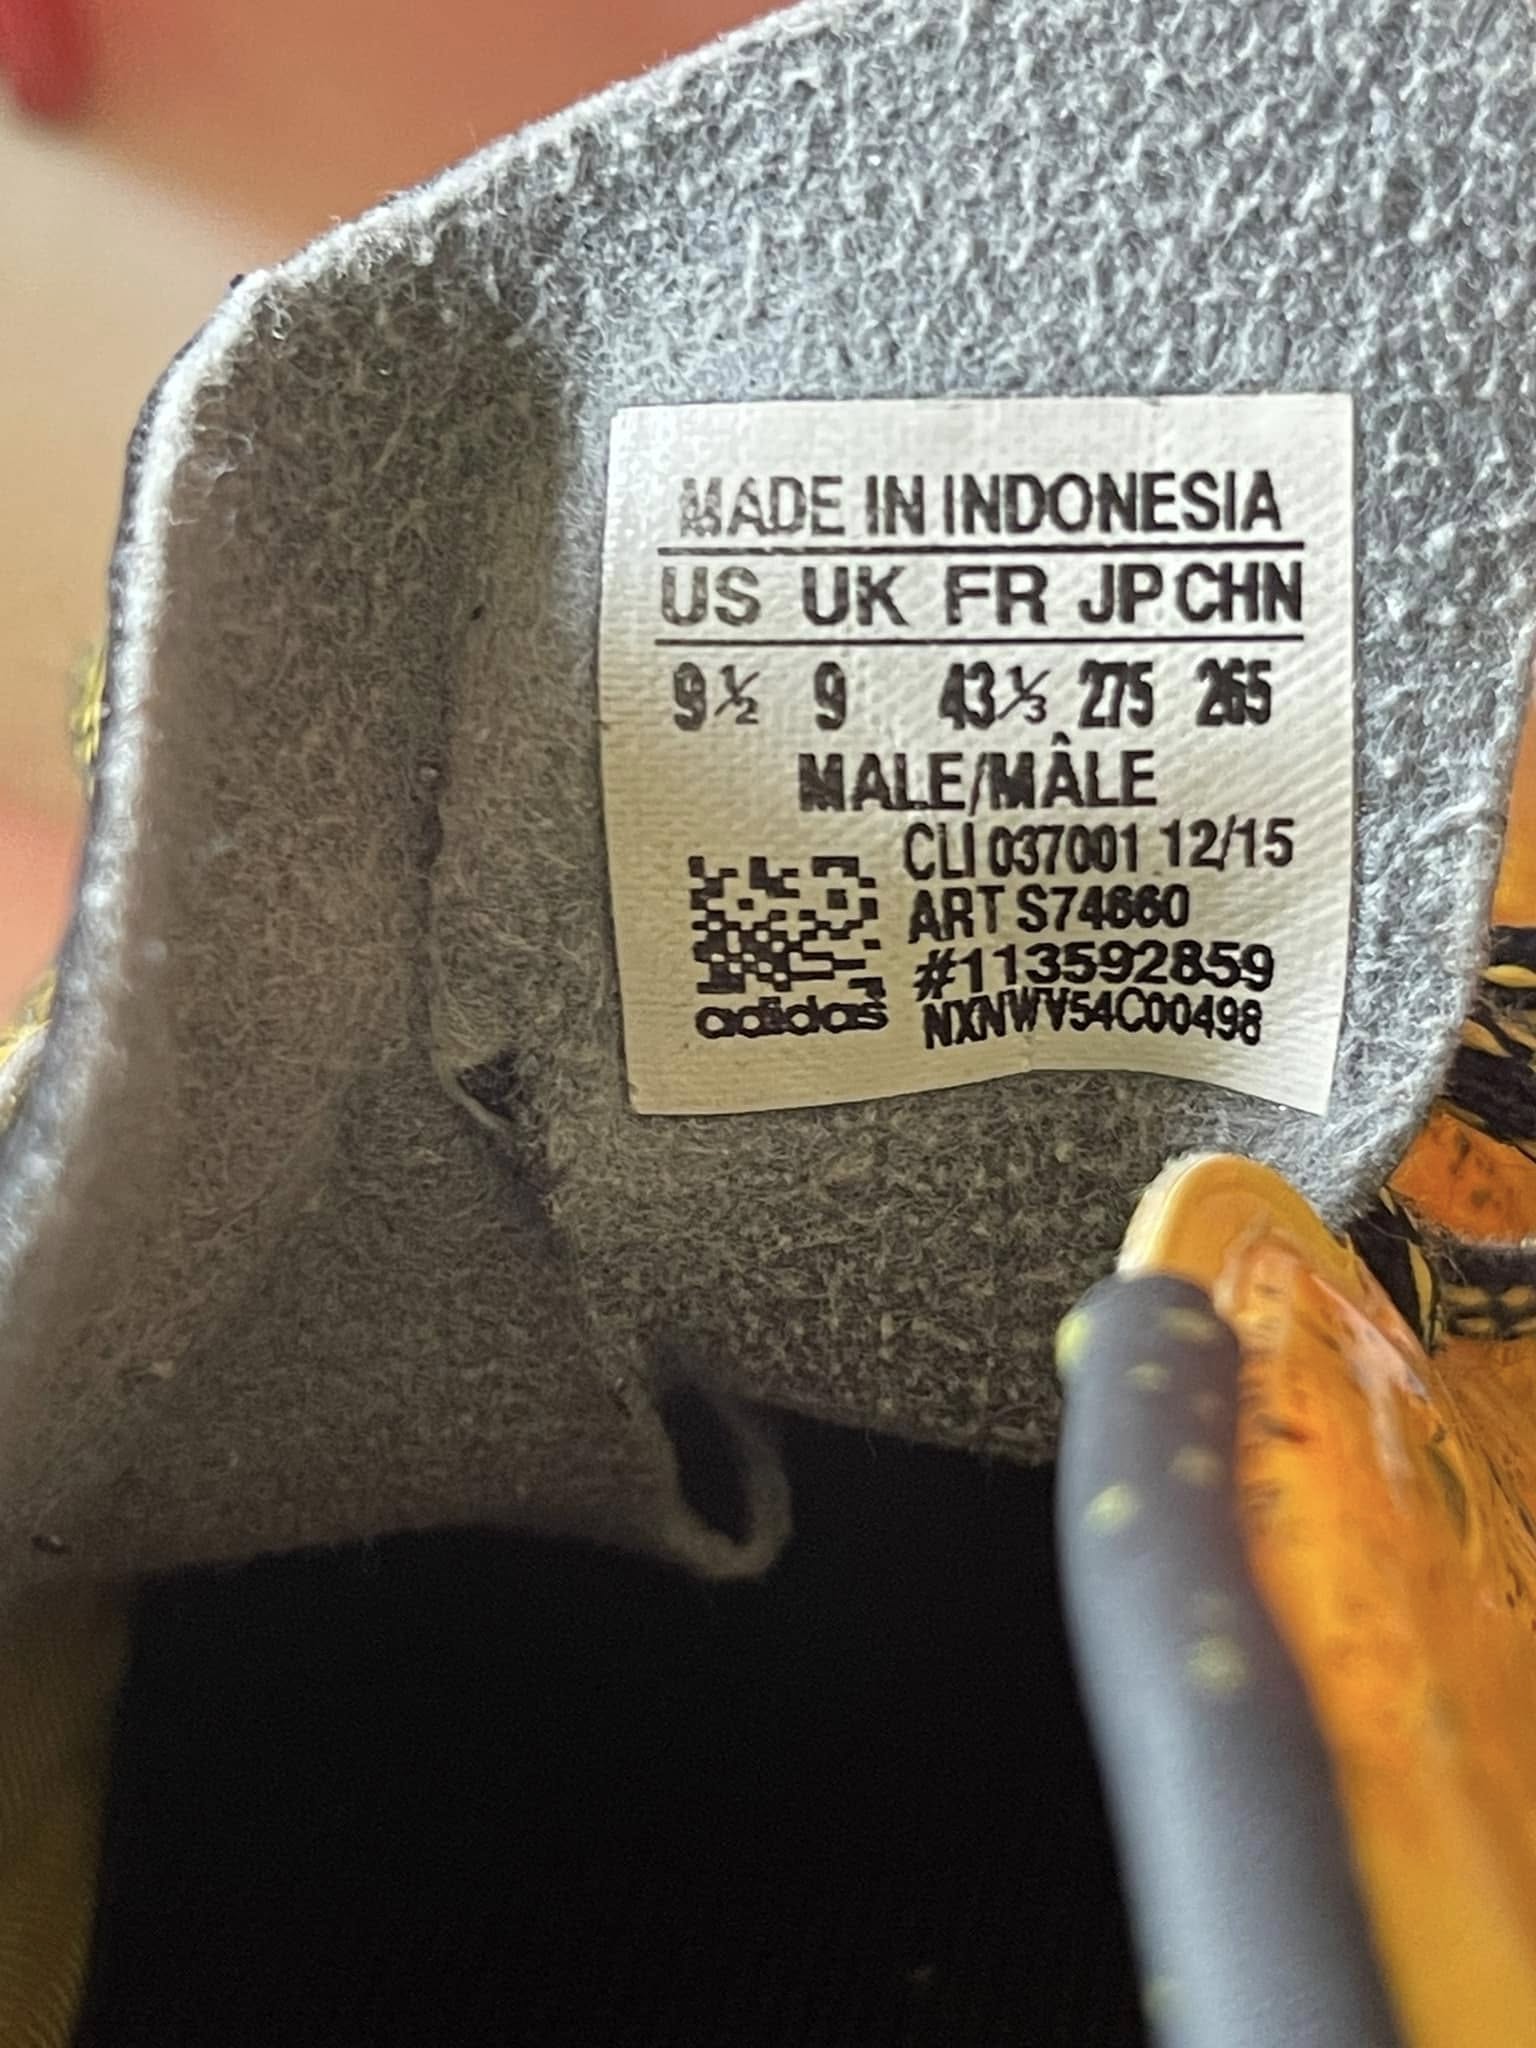 MADE IN INDONESIA
US UK FR JP CHN
9½ 9 43⅓ 275 265
MALE/MÂLE
CLI 037001 12/15
ART S74660
#113592859
NXNWV54C00498
adidas